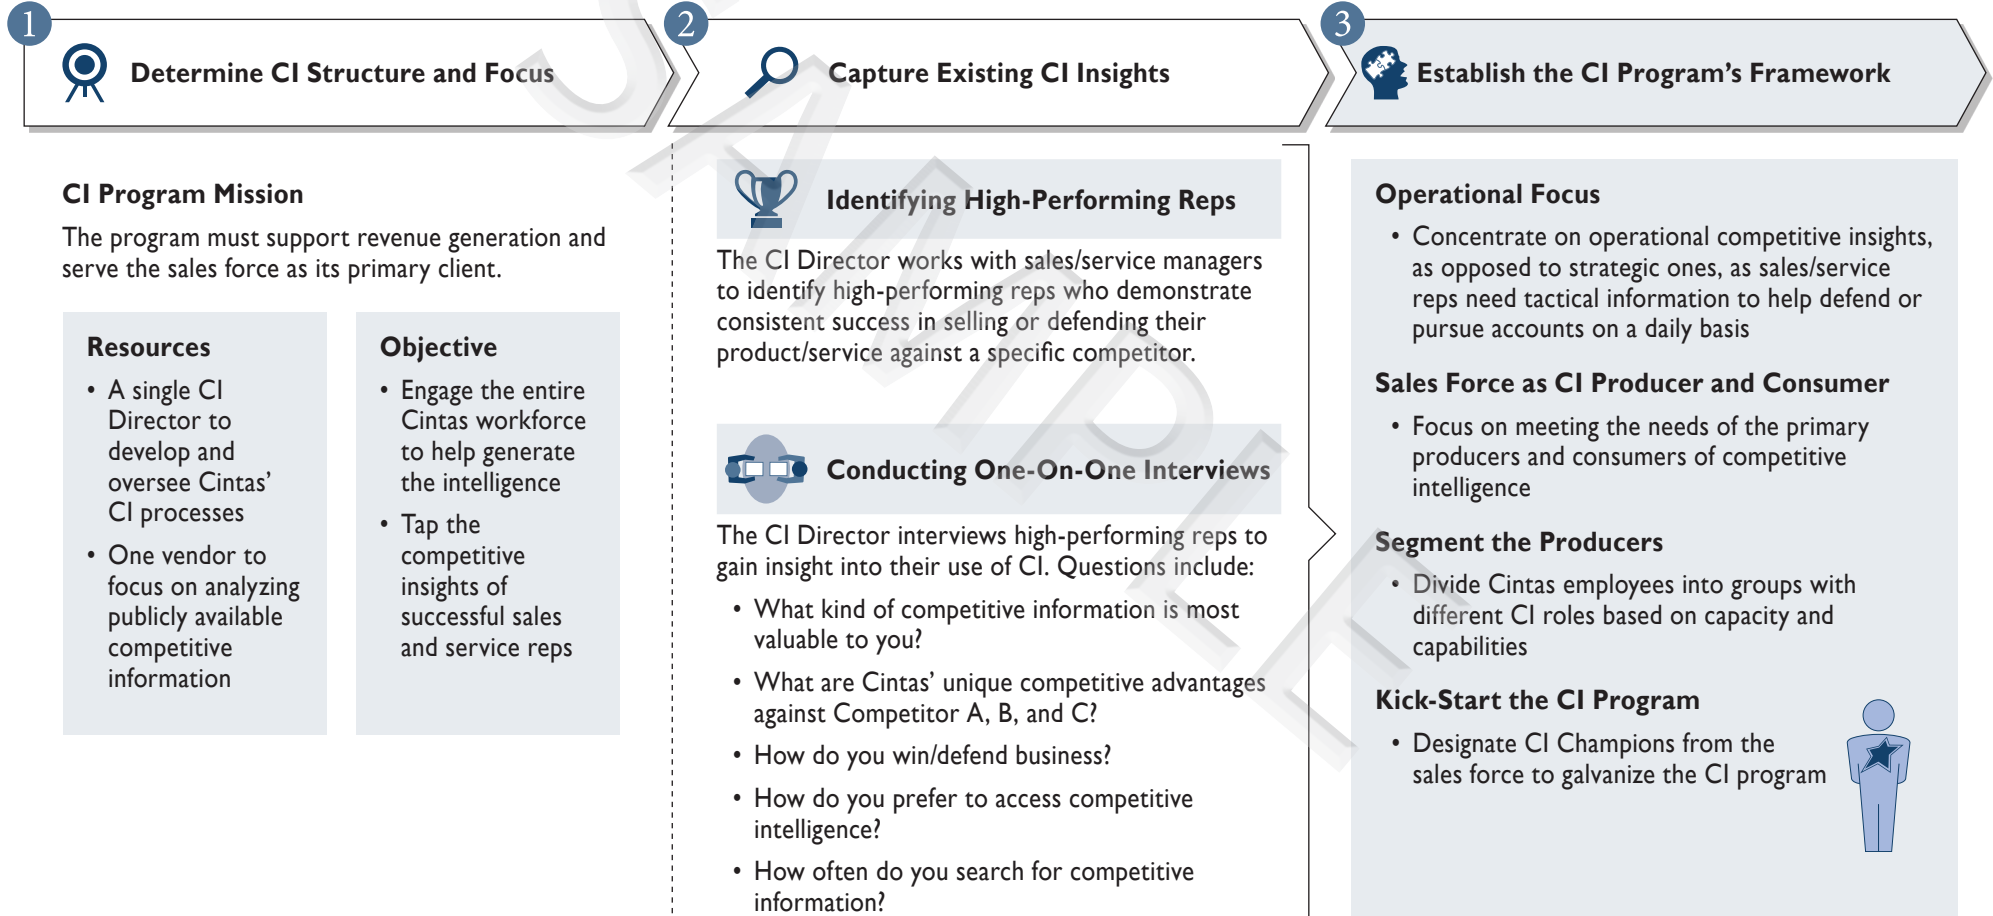 1
Determine CI Structure and Focus
2
Capture Existing CI Insights
3
Establish the CI Program’s Framework
CI Program Mission
The program must support revenue generation and
serve the sales force as its primary client.
Resources
• A single CI
Director to
develop and
oversee Cintas’
CI processes
• One vendor to
focus on analyzing
publicly available
competitive
information
Objective
• Engage the entire
Cintas workforce
to help generate
the intelligence
• Tap the
competitive
insights of
successful sales
and service reps
Identifying High-Performing Reps
The CI Director works with sales/service managers
to identify high-performing reps who demonstrate
consistent success in selling or defending their
product/service against a specific competitor.
Conducting One-On-One Interviews
The CI Director interviews high-performing reps to
gain insight into their use of CI. Questions include:
• What kind of competitive information is most
valuable to you?
• What are Cintas’ unique competitive advantages
against Competitor A, B, and C?
• How do you win/defend business?
• How do you prefer to access competitive
intelligence?
• How often do you search for competitive
information?
Operational Focus
• Concentrate on operational competitive insights,
as opposed to strategic ones, as sales/service
reps need tactical information to help defend or
pursue accounts on a daily basis
Sales Force as CI Producer and Consumer
• Focus on meeting the needs of the primary
producers and consumers of competitive
intelligence
Segment the Producers
• Divide Cintas employees into groups with
different CI roles based on capacity and
capabilities
Kick-Start the CI Program
• Designate CI Champions from the
sales force to galvanize the CI program
SAMPLE